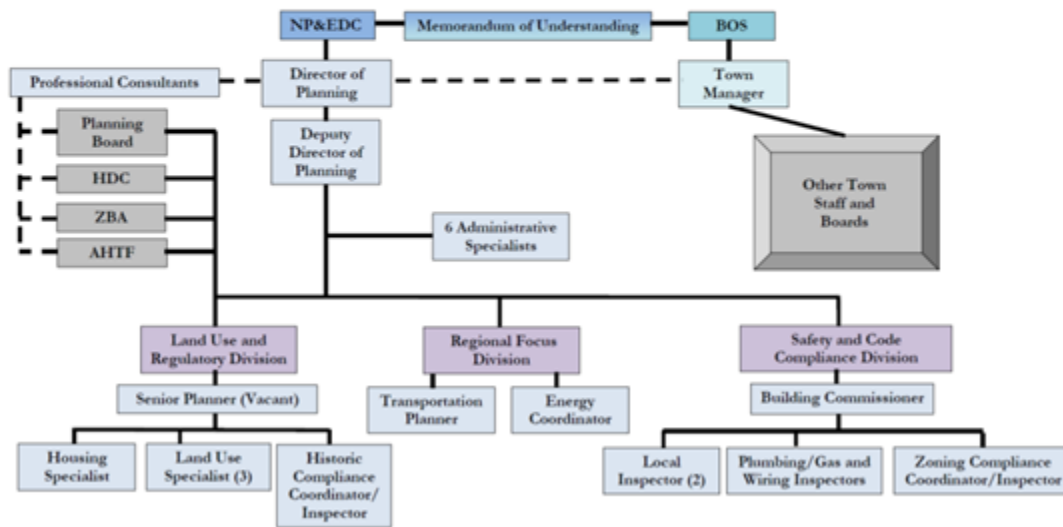 NP&EDC
Memorandum of Understanding
BOS
Professional Consultants
Director of
Planning
Town
Manager
Planning
Board
Deputy
Director of
Planning
HDC
Other Town
Staff and
Boards
ZBA
6 Administrative
Specialists
AHTF
Land Use and
Regulatory Division
Regional Focus
Division
Safety and Code
Compliance Division
Senior Planner (Vacant)
Transportation
Planner
Energy
Coordinator
Building Commissioner
Housing
Specialist
Land Use
Specialist (3)
Historic
Compliance
Coordinator/
Inspector
Local
Inspector (2)
Plumbing/Gas and
Wiring Inspectors
Zoning Compliance
Coordinator/Inspector